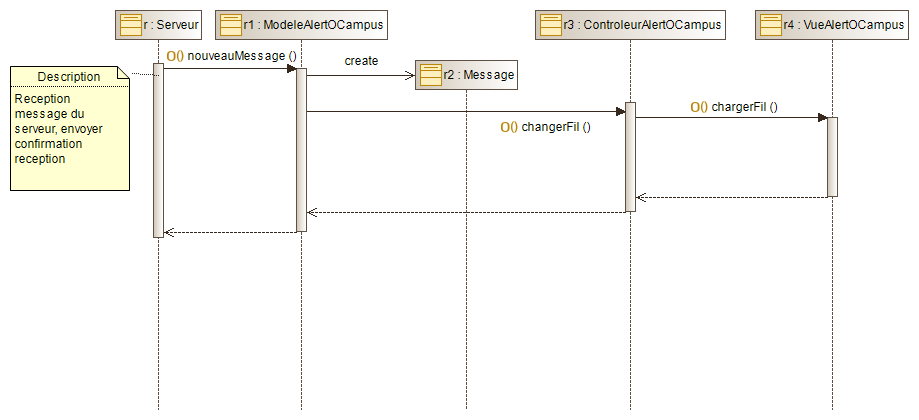 r : Serveur
r1 : ModeleAlertOCampus
r3 : ControleurAlertOCampus
r4 : VueAlertOCampus
O() nouveauMessage ()
create
r2 : Message
Description
Reception
message du
serveur, envoyer
confirmation
reception
O() changerFil ()
O() chargerFil ()